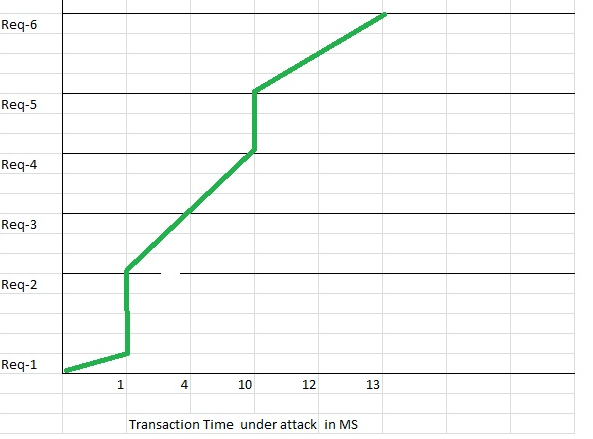 Req-6
Req-5
Req-4
Req-3
Req-2
Req-1
1 4 10 12 13
Transaction Time under attack in MS